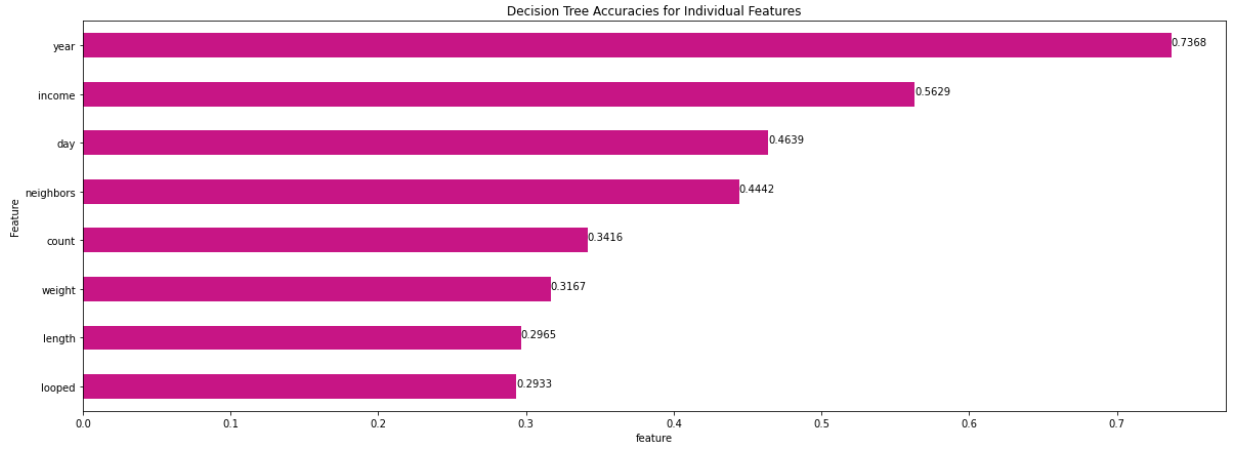 Decision Tree Accuracies for Individual Features
Feature
year 0.7368
income 0.5629
day 0.4639
neighbors 0.4442
count 0.3416
weight 0.3167
length 0.2965
looped 0.2933
0.0 0.1 0.2 0.3 0.4 0.5 0.6 0.7
feature